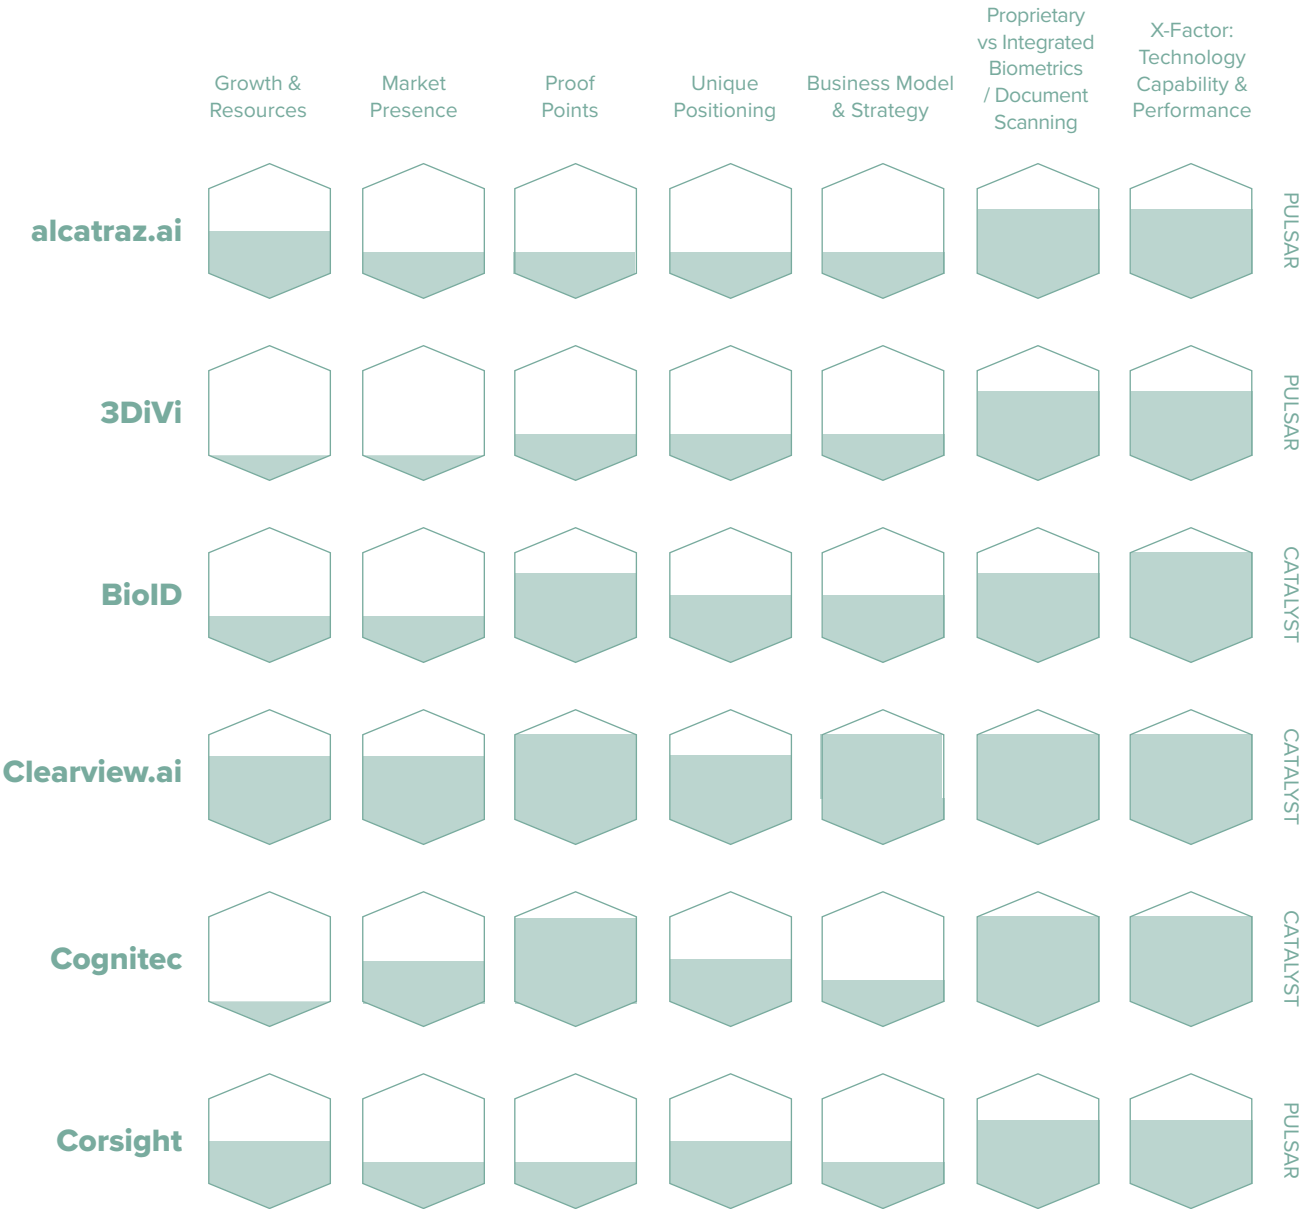 Growth &
Resources
Market
Presence
Proof
Points
Unique
Positioning
Business Model
& Strategy
Proprietary
vs Integrated
Biometrics
/ Document
Scanning
X-Factor:
Technology
Capability &
Performance
alcatraz.ai
PULSAR
3DiVi
PULSAR
BioID
CATALYST
Clearview.ai
CATALYST
Cognitec
CATALYST
Corsight
PULSAR